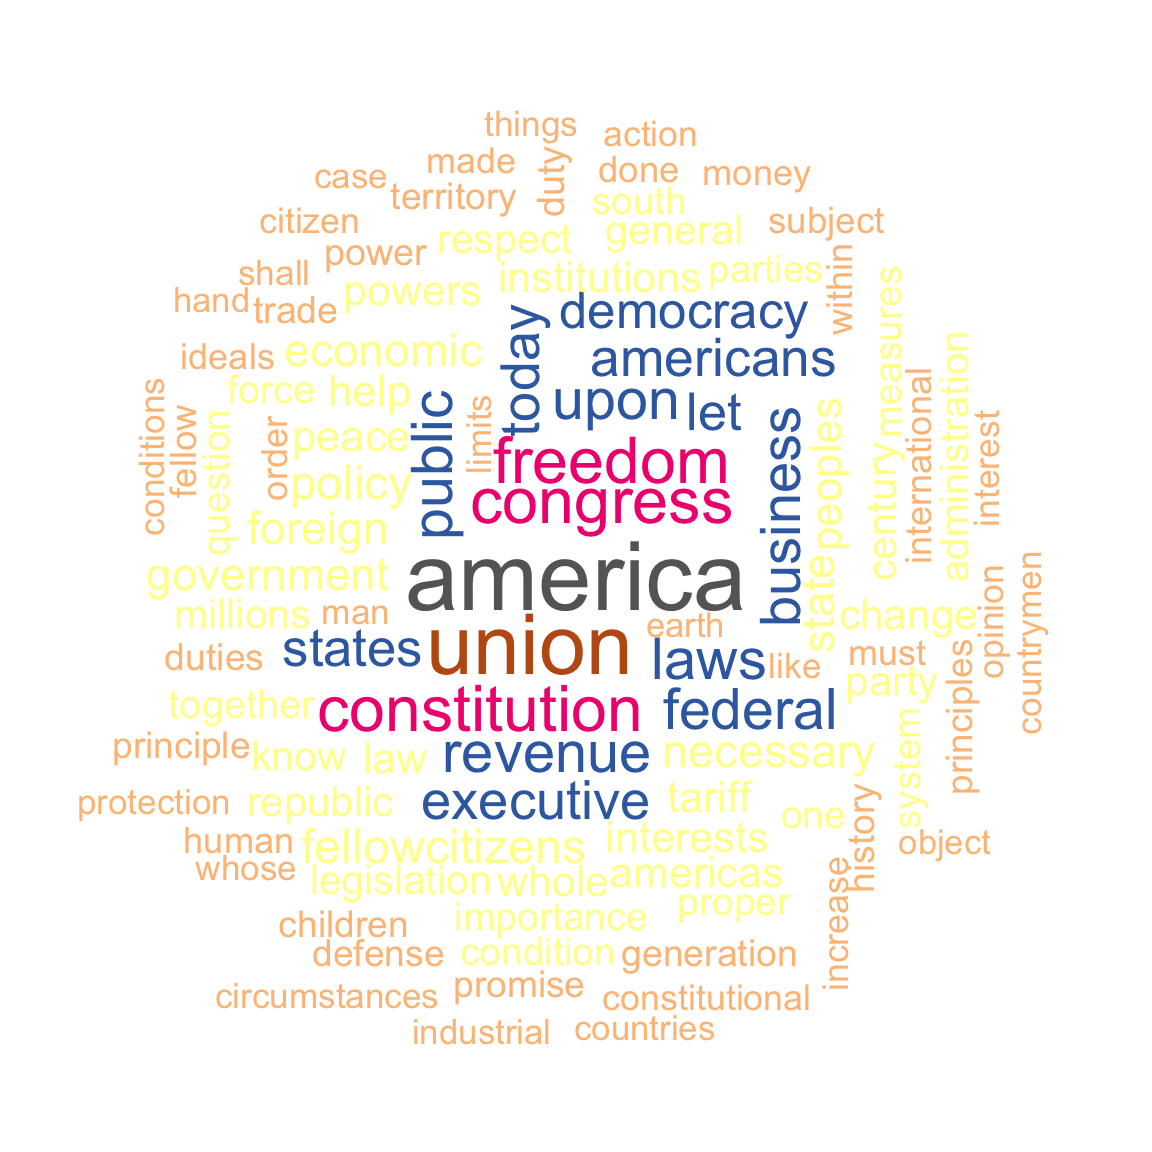 things
action
made
duty
done
money
case
territory
south
citizen
respect
general
subject
power
shall
institutions
parties
within
hand
trade
powers
today
democracy
measures
ideals
economic
americans
administration
conditions
fellow
force
help
public
limits
upon
let
business
peoples
century
international
interest
question
order
peace
freedom
policy
congress
foreign
government
america
state
opinion
countrymen
millions
man
union
earth
change
duties
states
laws
like
must
principles
together
constitution
federal
party
principle
know
law
revenue
necessary
system
protection
republic
executive
tariff
one
history
human
fellowcitizens
interests
object
whose
legislation
whole
americas
increase
children
importance
proper
defense
condition
generation
circumstances
promise
constitutional
industrial
countries